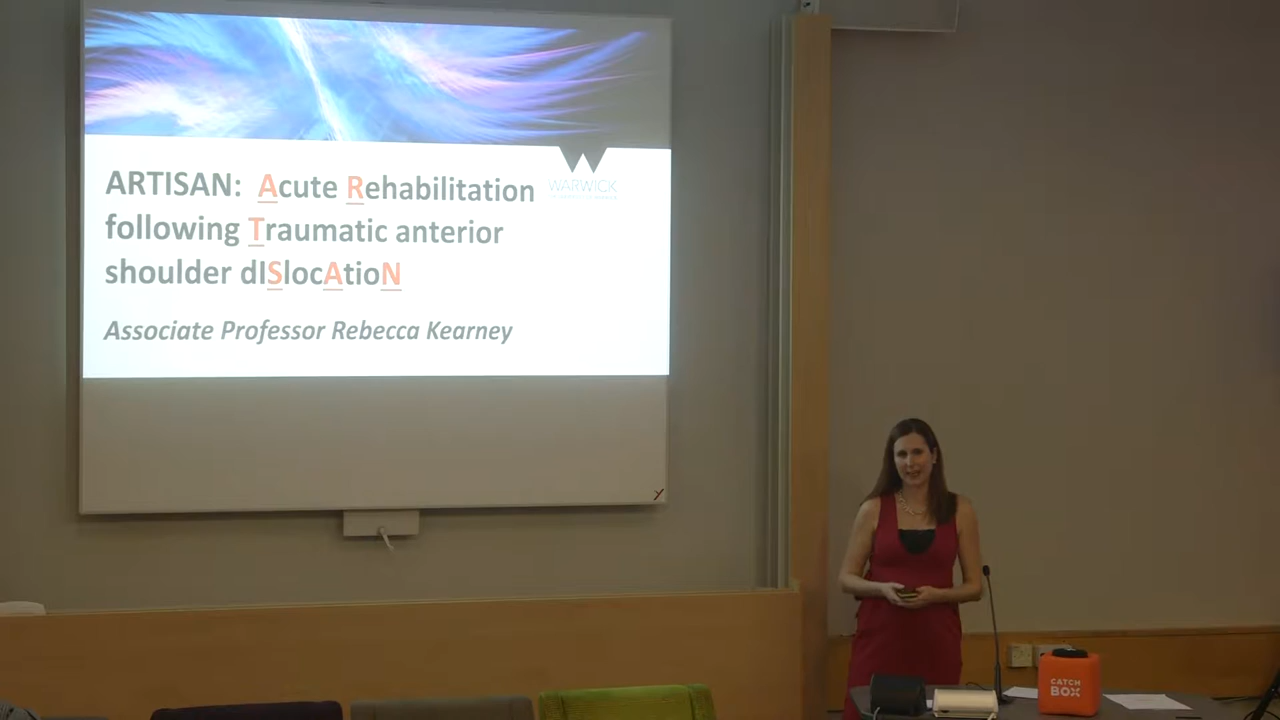 ARTISAN: Acute Rehabilitation
following Traumatic anterior
shoulder dISlocAtioN
Associate Professor Rebecca Kearney
WARWICK
CATCH
BOX